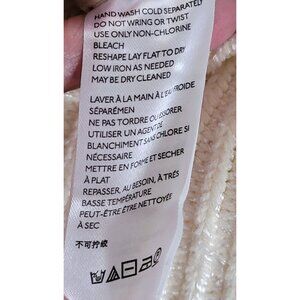 HAND WASH COLD SEPARATELY
DO NOT WRING OR TWIST
USE ONLY NON-CHLORINE
BLEACH
RESHAPE LAY FLAT TO DRY
LOW IRON AS NEEDED
MAY BE DRY CLEANED
LAVER À LA MAIN À L'EAU FROIDE
SÉPARÉMEN
NE PAS TORDRE OU ESSORER
UTILISER UN AGENT DE
BLANCHIMENT SANS CHLORE SI
NÉCESSAIRE
METTRE EN FORME ET SECHER
À PLAT
REPASSER, AU BESOIN, À TRÉS
BASSE TEMPÉRATURE
PEUT-ÊTRE ÊTRE NETTOYÉE
À SEC
不可拧绞